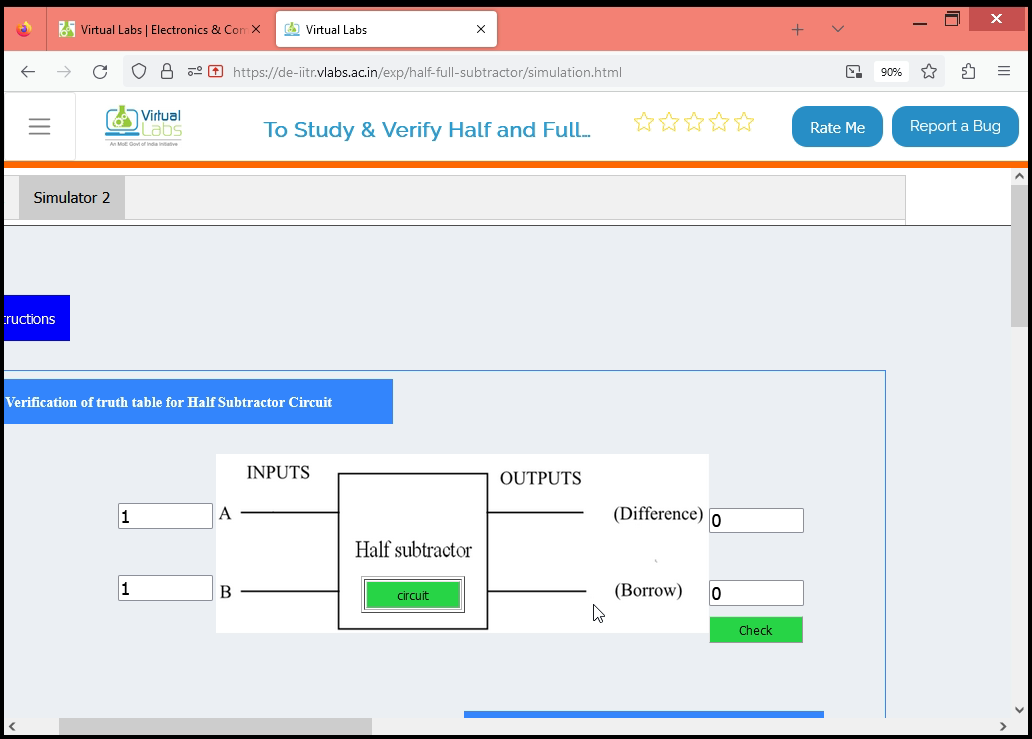 Virtual Labs | Electronics & Con
Virtual Labs
https://de-iitr.vlabs.ac.in/exp/half-full-subtractor/simulation.html
90%
Virtual
Labs
An MoE Govt of India Initiative
To Study & Verify Half and Full...
Rate Me
Report a Bug
Simulator 2
tructions
Verification of truth table for Half Subtractor Circuit
INPUTS
OUTPUTS
1 A
(Difference) 0
Half subtractor
1 B
circuit
(Borrow) 0
Check